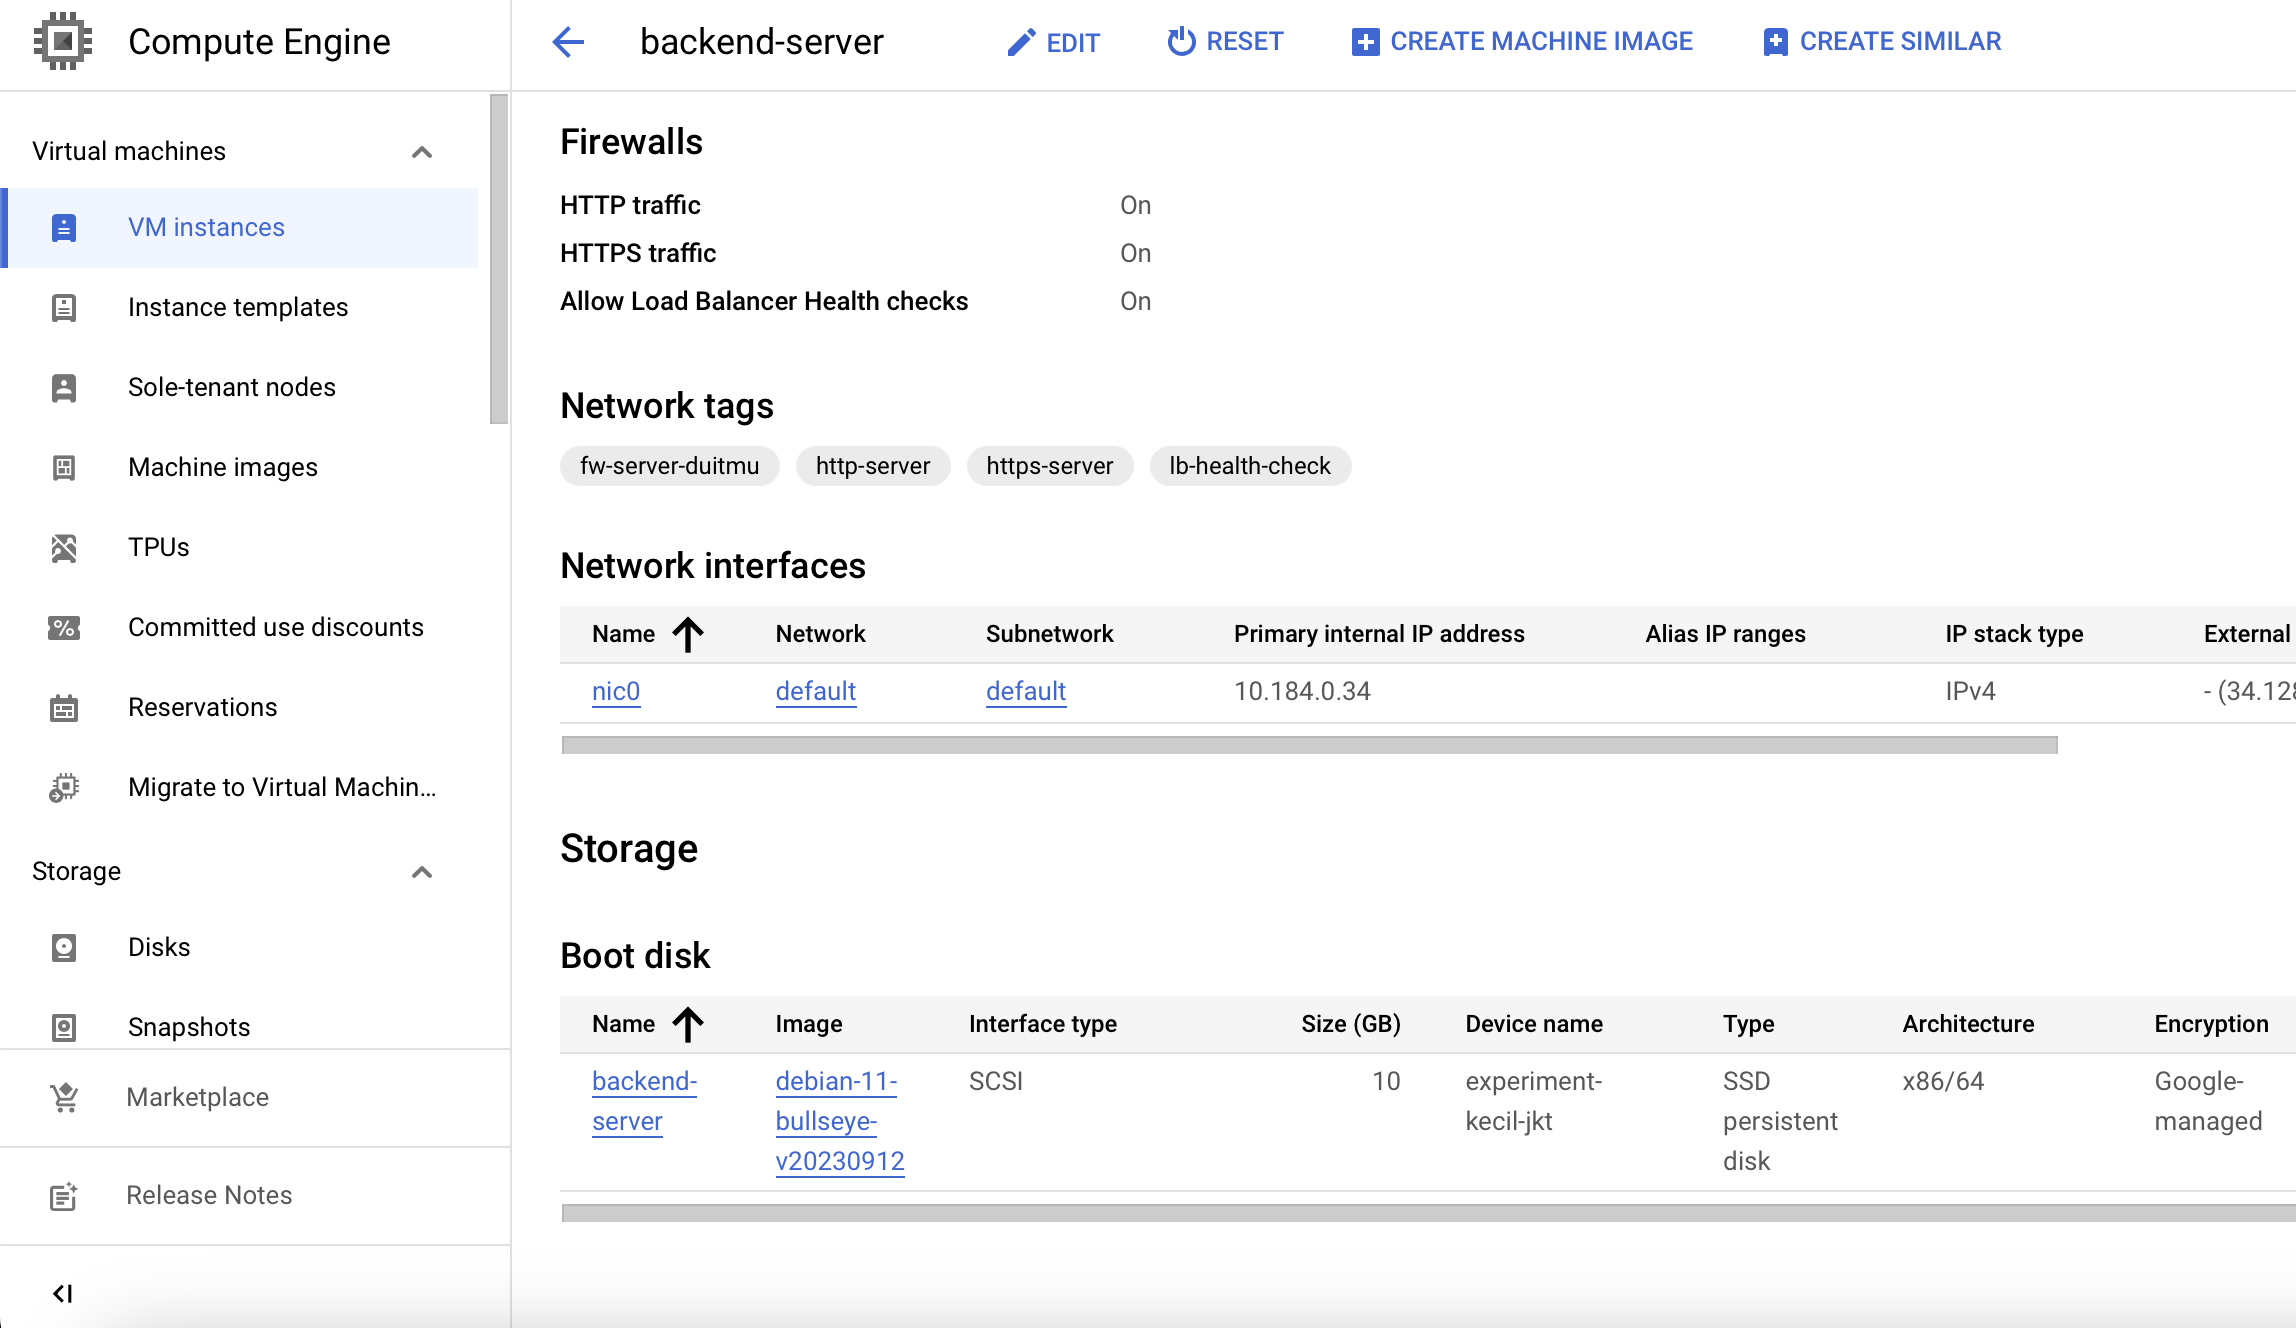 Compute Engine
backend-server
EDIT
RESET
CREATE MACHINE IMAGE
CREATE SIMILAR
Virtual machines
VM instances
Instance templates
Sole-tenant nodes
Machine images
TPUs
Committed use discounts
Reservations
Migrate to Virtual Machin...
Storage
Disks
Snapshots
Marketplace
Release Notes
Firewalls
HTTP traffic On
HTTPS traffic On
Allow Load Balancer Health checks On
Network tags
fw-server-duitmu http-server https-server lb-health-check
Network interfaces
Name Network Subnetwork Primary internal IP address Alias IP ranges IP stack type External
nic0 default default 10.184.0.34 IPv4 - (34.128
Storage
Boot disk
Name Image Interface type Size (GB) Device name Type Architecture Encryption
backend- debian-11- SCSI 10 experiment- SSD x86/64 Google-
server bullseye- kecil-jkt persistent managed
v20230912 disk